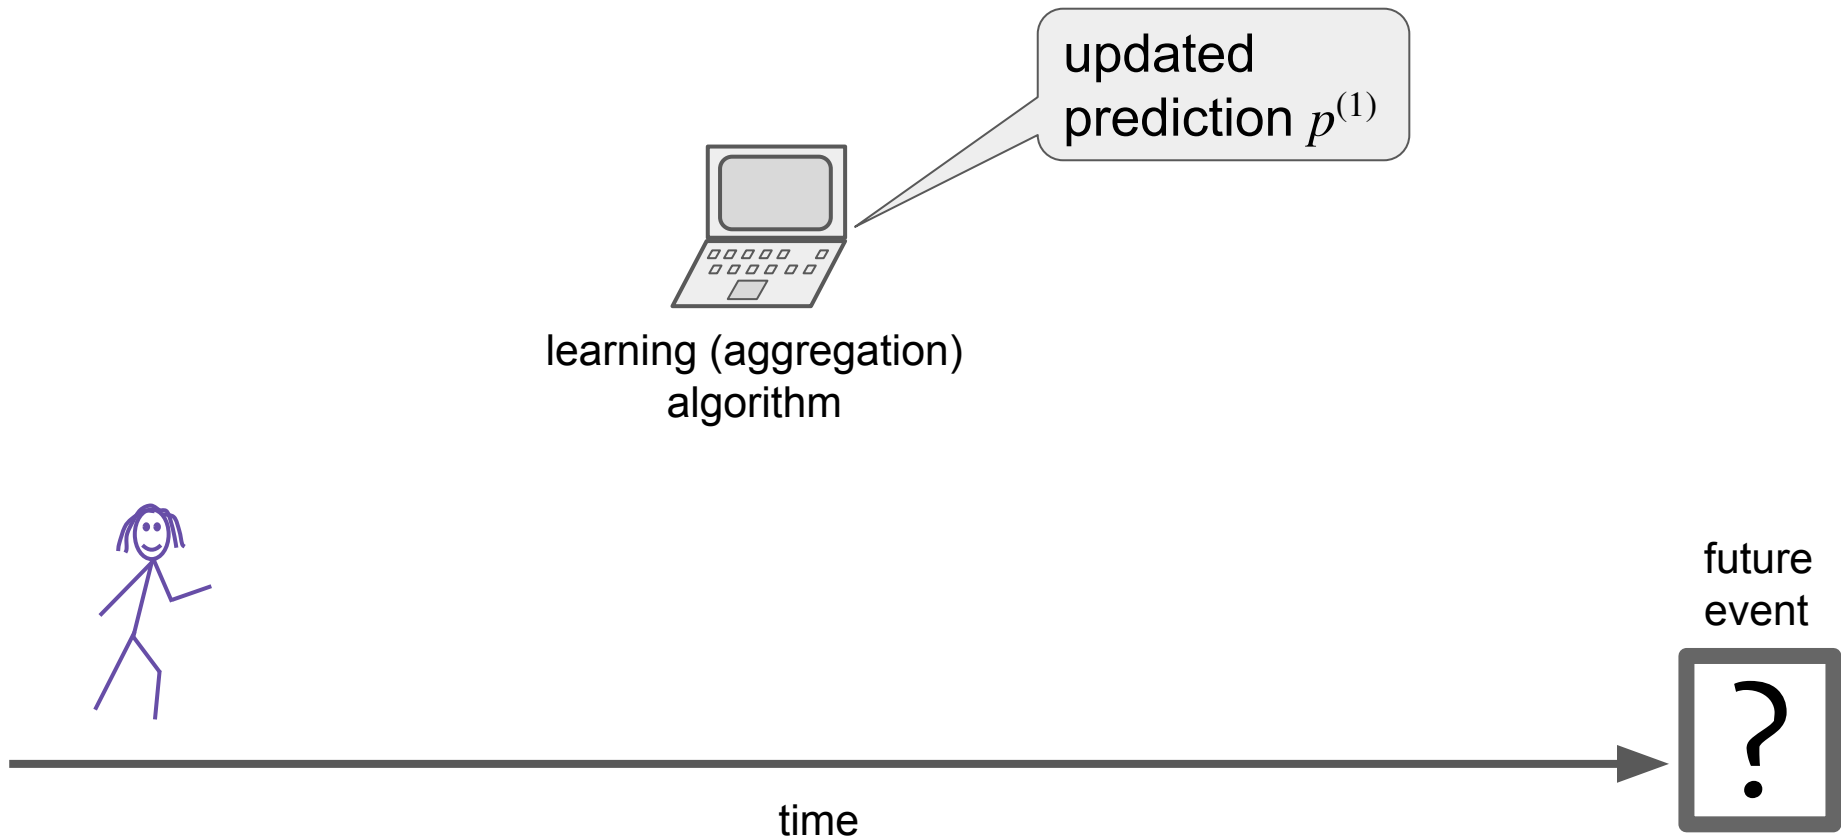 updated
prediction p⁽¹⁾
learning (aggregation)
algorithm
future
event
?
time